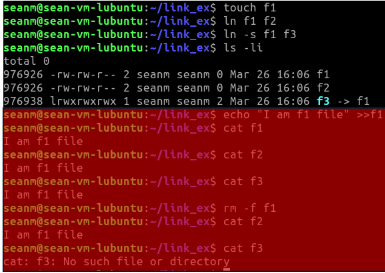 seanm@sean-vm-lubuntu:~/link_ex$ touch f1
seanm@sean-vm-lubuntu:~/link_ex$ ln f1 f2
seanm@sean-vm-lubuntu:~/link_ex$ ln -s f1 f3
seanm@sean-vm-lubuntu:~/link_ex$ ls -li
total 0
976926 -rw-rw-r-- 2 seanm seanm 0 Mar 26 16:06 f1
976926 -rw-rw-r-- 2 seanm seanm 0 Mar 26 16:06 f2
976938 lrwxrwxrwx 1 seanm seanm 2 Mar 26 16:06 f3 -> f1
seanm@sean-vm-lubuntu:~/link_ex$ echo "I am f1 file" >>f1
seanm@sean-vm-lubuntu:~/link_ex$ cat f1
I am f1 file
seanm@sean-vm-lubuntu:~/link_ex$ cat f2
I am f1 file
seanm@sean-vm-lubuntu:~/link_ex$ cat f3
I am f1 file
seanm@sean-vm-lubuntu:~/link_ex$ rm -f f1
seanm@sean-vm-lubuntu:~/link_ex$ cat f2
I am f1 file
seanm@sean-vm-lubuntu:~/link_ex$ cat f3
cat: f3: No such file or directory